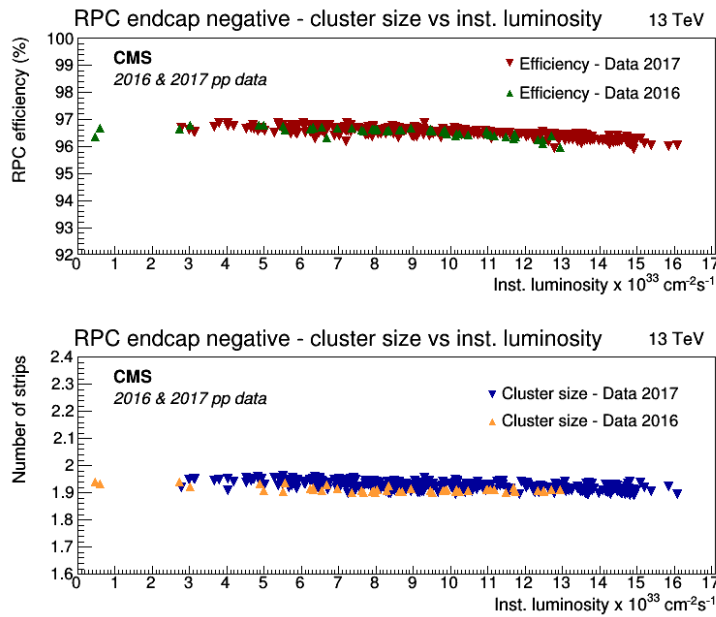 RPC endcap negative - cluster size vs inst. luminosity 13 TeV
RPC efficiency (%)
100
99
98
97
96
95
94
93
92
CMS
2016 & 2017 pp data
Efficiency - Data 2017
Efficiency - Data 2016
0 1 2 3 4 5 6 7 8 9 10 11 12 13 14 15 16 17
Inst. luminosity x 10³³ cm⁻²s⁻¹
RPC endcap negative - cluster size vs inst. luminosity 13 TeV
Number of strips
2.4
2.3
2.2
2.1
2
1.9
1.8
1.7
1.6
CMS
2016 & 2017 pp data
Cluster size - Data 2017
Cluster size - Data 2016
0 1 2 3 4 5 6 7 8 9 10 11 12 13 14 15 16 17
Inst. luminosity x 10³³ cm⁻²s⁻¹